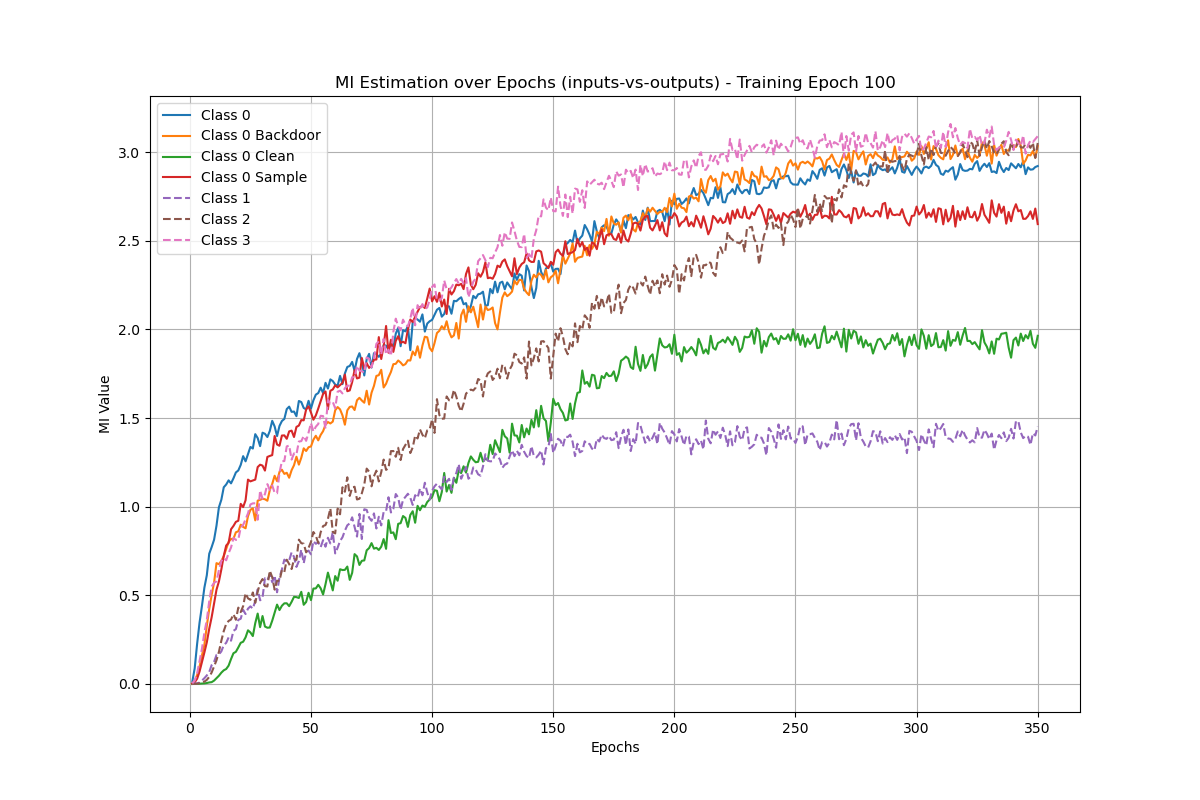 MI Estimation over Epochs (inputs-vs-outputs) - Training Epoch 100
Class 0
Class 0 Backdoor
Class 0 Clean
Class 0 Sample
Class 1
Class 2
Class 3
MI Value
3.0
2.5
2.0
1.5
1.0
0.5
0.0
0 50 100 150 200 250 300 350
Epochs